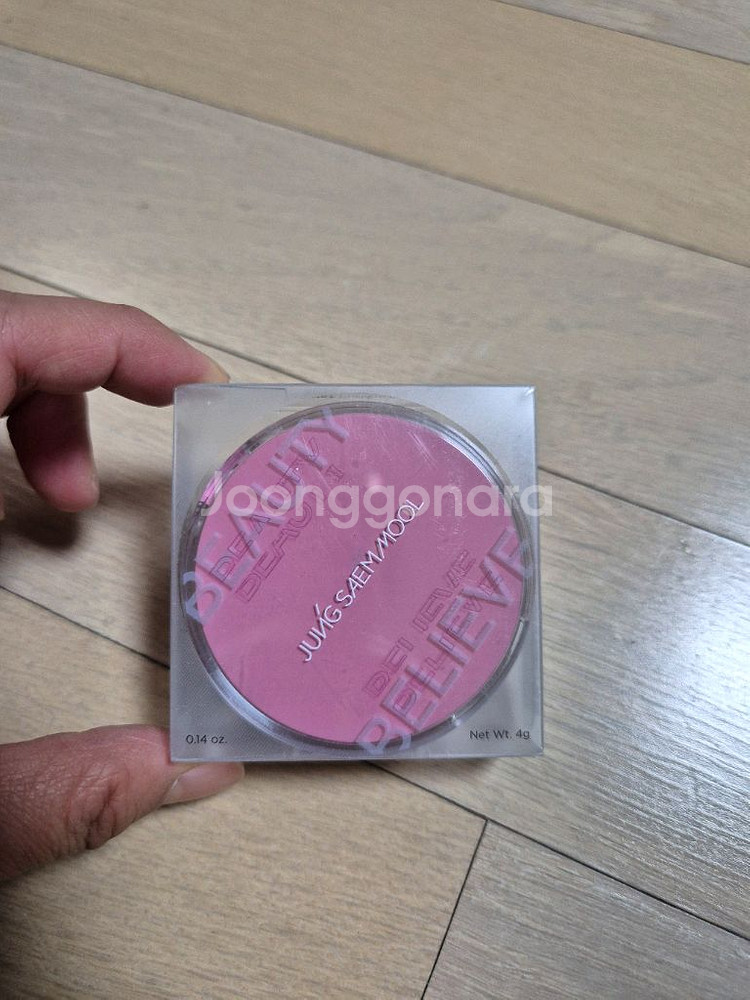 BEAUTY
BEAUTY
Joonggonara
JUNG SAEM MOOL
BELIEVE
BELIEVE
0.14 oz.
Net Wt. 4g